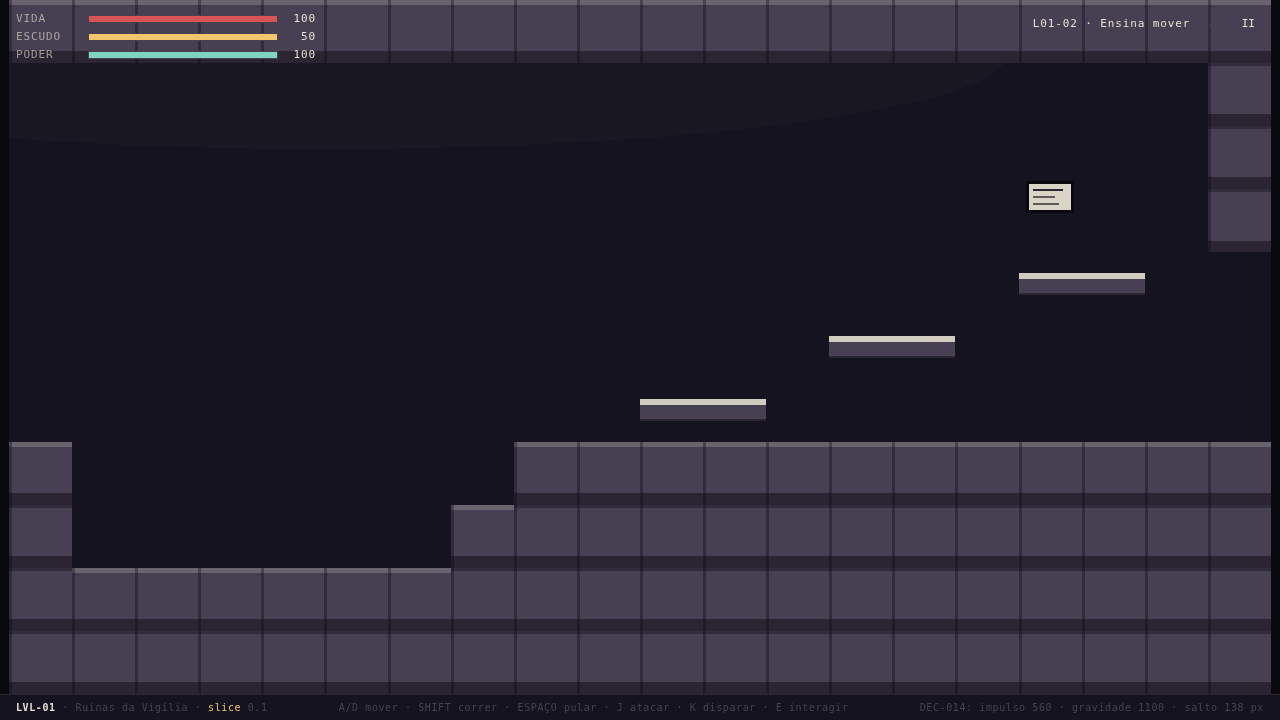 VIDA 100
ESCUDO 50
PODER 100
L01-02 · Ensina mover II
LVL-01 · Ruínas da Vigília · slice 0.1
A/D mover · SHIFT correr · ESPAÇO pular · J atacar · K disparar · E interagir
DEC-014: impulso 560 · gravidade 1100 · salto 138 px